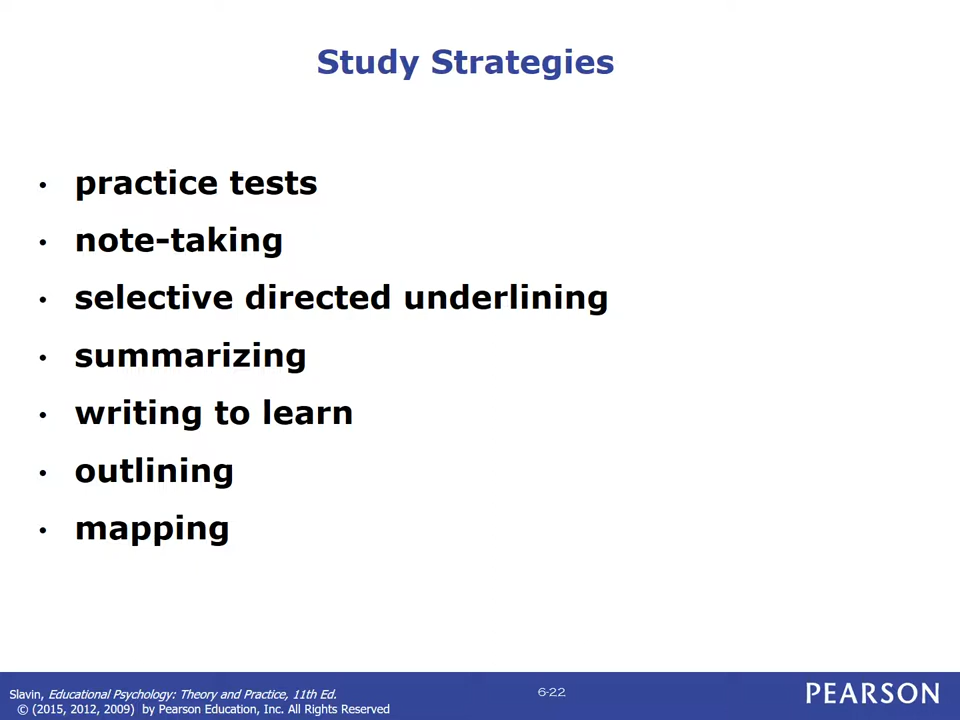 Study Strategies
• practice tests
• note-taking
• selective directed underlining
• summarizing
• writing to learn
• outlining
• mapping
Slavin, Educational Psychology: Theory and Practice, 11th Ed.
© (2015, 2012, 2009) by Pearson Education, Inc. All Rights Reserved
6-22
PEARSON